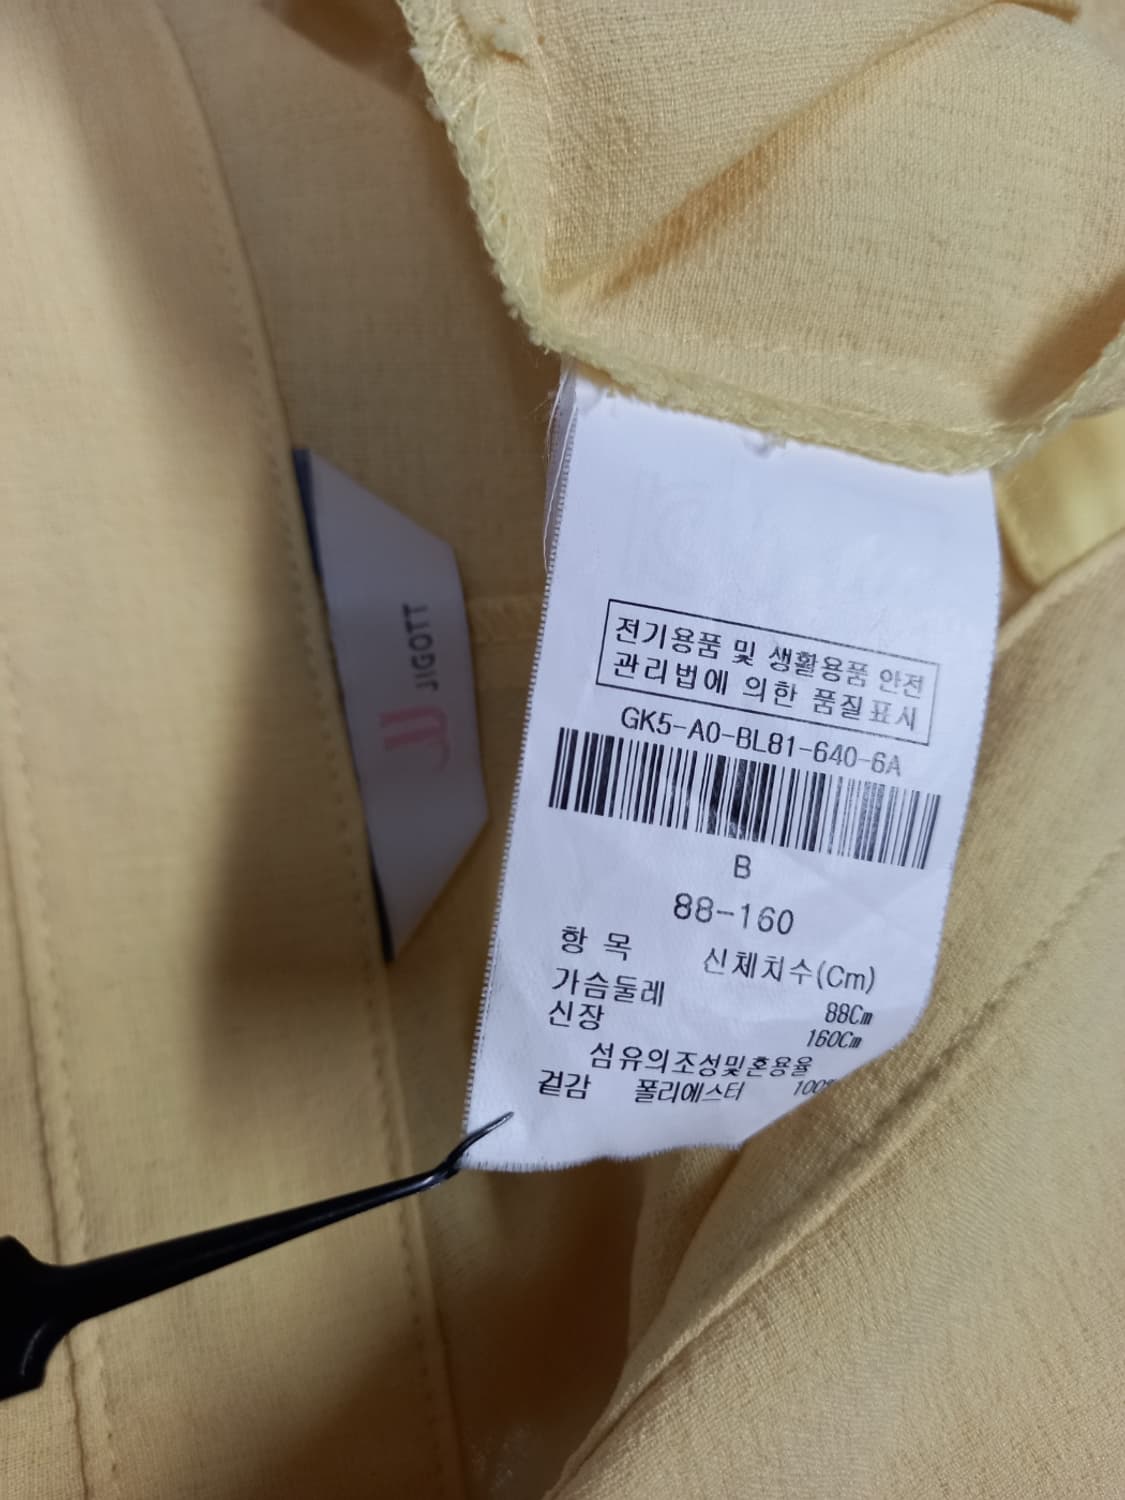 JIGOTT
전기용품 및 생활용품 안전
관리법에 의한 품질표시
GK5-A0-BL81-640-6A
B
88-160
항 목 신체치수(Cm)
가슴둘레 88Cm
신장 160Cm
섬유의조성및혼용율
겉감 폴리에스터